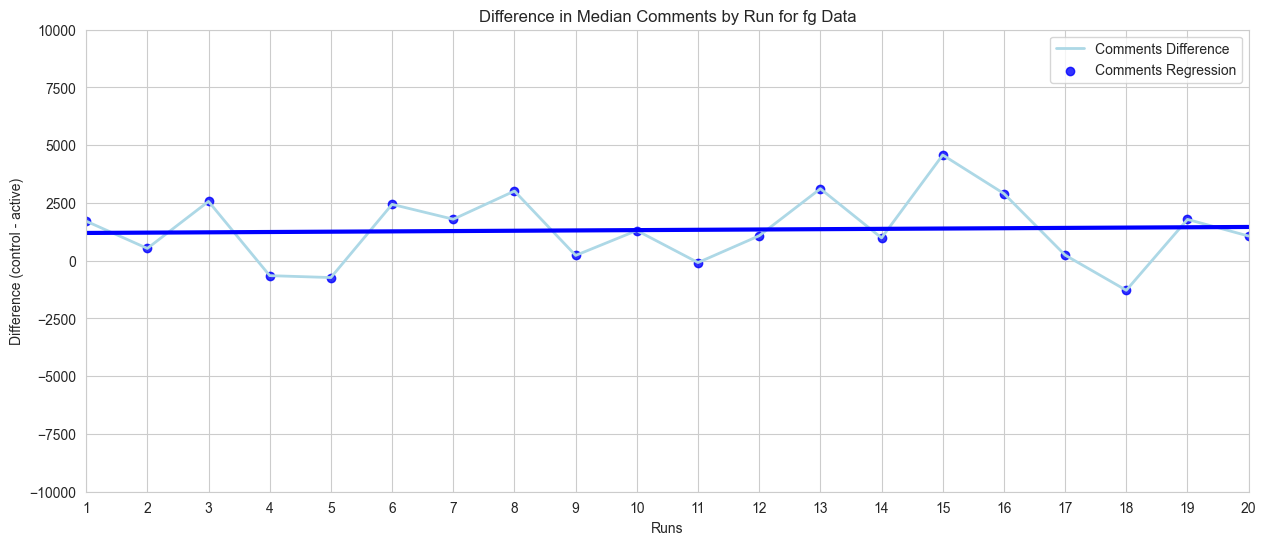 Difference in Median Comments by Run for fg Data
Comments Difference
Comments Regression
Difference (control - active)
10000
7500
5000
2500
0
−2500
−5000
−7500
−10000
1 2 3 4 5 6 7 8 9 10 11 12 13 14 15 16 17 18 19 20
Runs